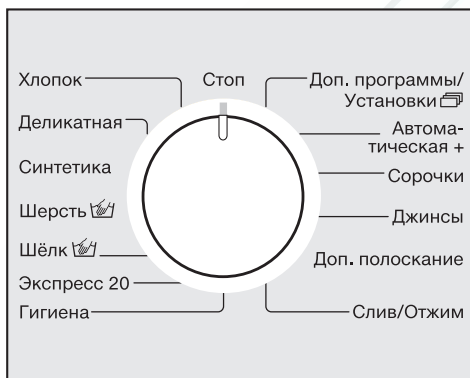 Стоп
Хлопок
Деликатная
Синтетика
Шерсть
Шёлк
Экспресс 20
Гигиена
Доп. программы/
Установки
Автома-
тическая +
Сорочки
Джинсы
Доп. полоскание
Слив/Отжим